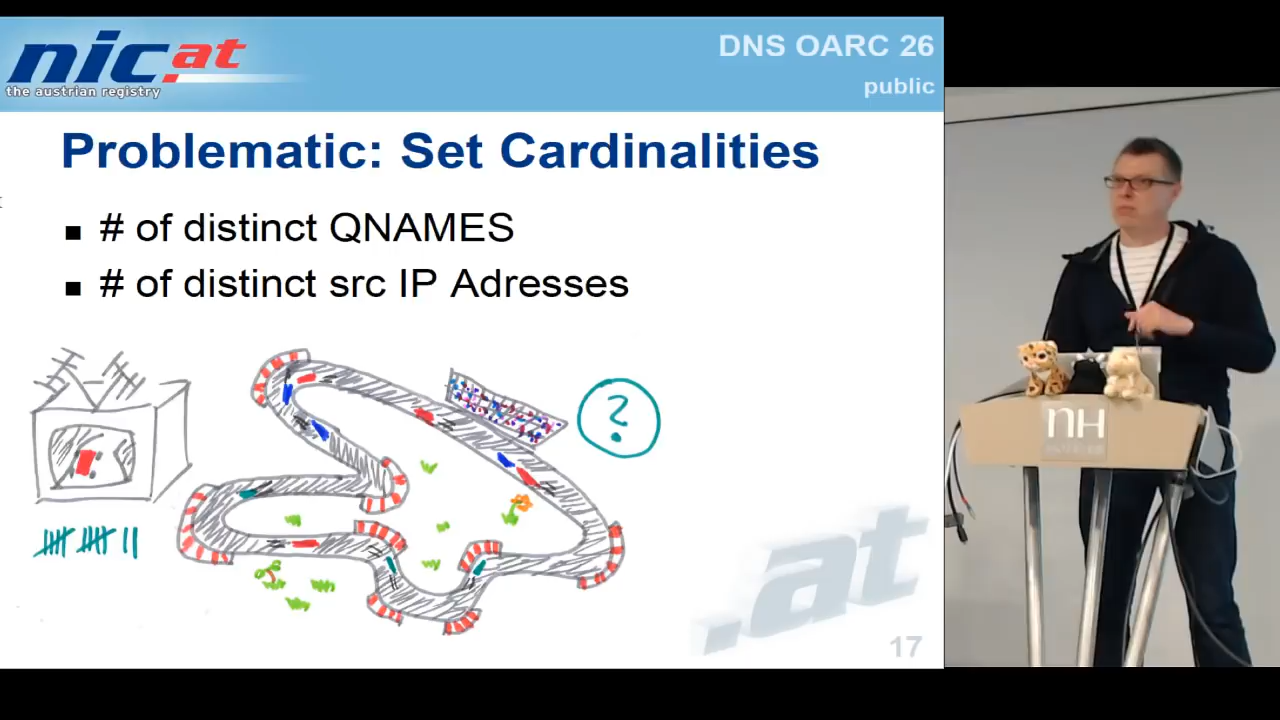 nic.at
the austrian registry
DNS OARC 26
public
Problematic: Set Cardinalities
# of distinct QNAMES
# of distinct src IP Adresses
?
.at
17
nH